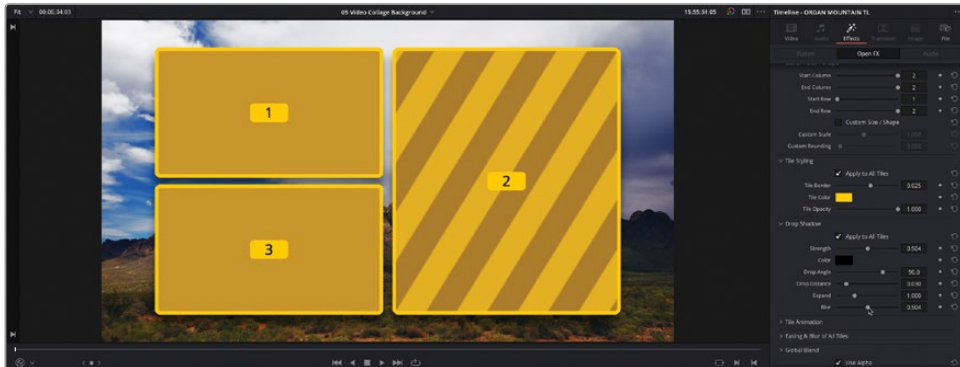 Fit 00:00:04:03 05 Video Collage Background 15:55:51:05 Timeline - ORGAN MOUNTAIN TL
Video Audio Effects Transition Image File
Fusion Open FX Audio
Start Column 2
End Column 2
Start Row 1
End Row 2
Custom Size / Shape
Custom Scale 1.000
Custom Rounding
Tile Styling
Apply to All Tiles
Tile Border 0.025
Tile Color
Tile Opacity 1.000
Drop Shadow
Apply to All Tiles
Strength 0.504
Color
Drop Angle 90.0
Drop Distance 0.030
Expand 1.000
Blur 0.504
Tile Animation
Easing & Blur of All Tiles
Global Blend
Use Alpha
1
2
3